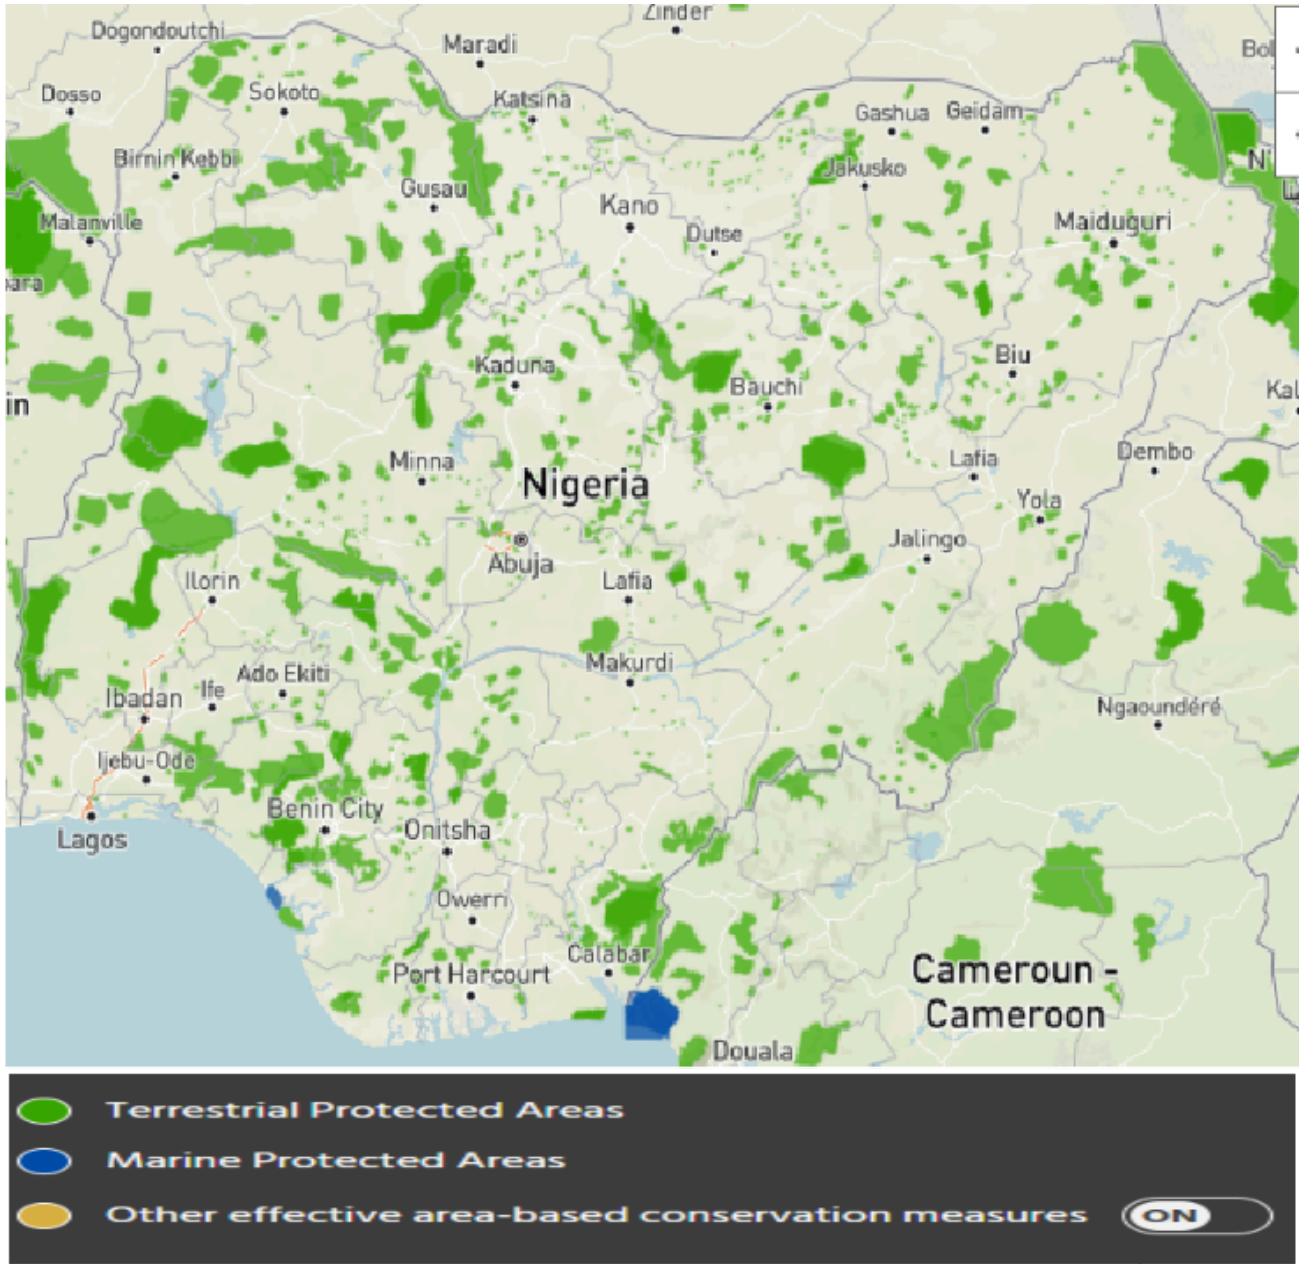 Zinder
Dogondoutchi
Maradi
Bol
Dosso
Sokoto
Katsina
Gashua
Geidam
Birnin Kebbi
Jakusko
Gusau
Kano
Malanville
Dutse
Maiduguri
Kaduna
Biu
Bauchi
Kal
in
Minna
Nigeria
Lafia
Dembo
Yola
Abuja
Jalingo
Ilorin
Lafia
Makurdi
Ado Ekiti
Ibadan
Ife
Ngaoundéré
Ijebu-Ode
Benin City
Lagos
Onitsha
Owerri
Calabar
Port Harcourt
Cameroun -
Cameroon
Douala
Terrestrial Protected Areas
Marine Protected Areas
Other effective area-based conservation measures ON